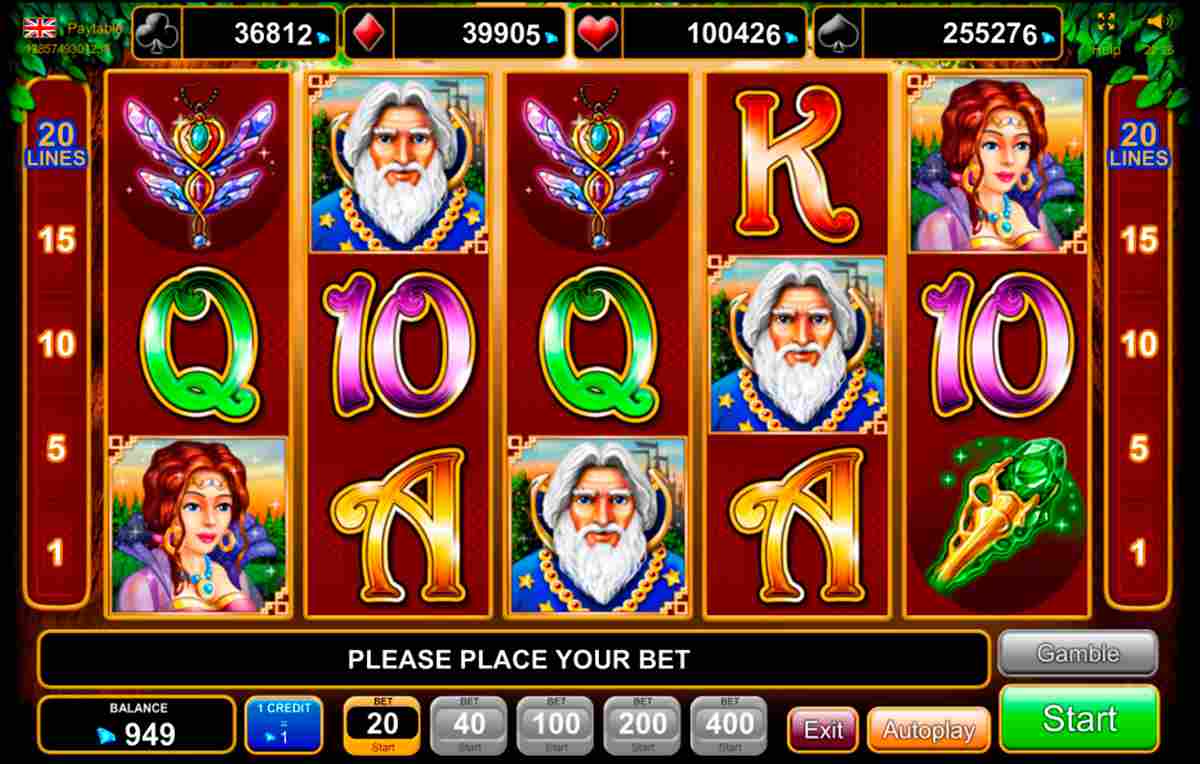 Paytable
36812
39905
100426
255276
Help
20 LINES
15
10
5
1
K
Q
10
Q
10
A
A
20 LINES
15
10
5
1
PLEASE PLACE YOUR BET
Gamble
BALANCE
949
1 CREDIT
=
1
BET
20
Start
BET
40
Start
BET
100
Start
BET
200
Start
BET
400
Start
Exit
Autoplay
Start